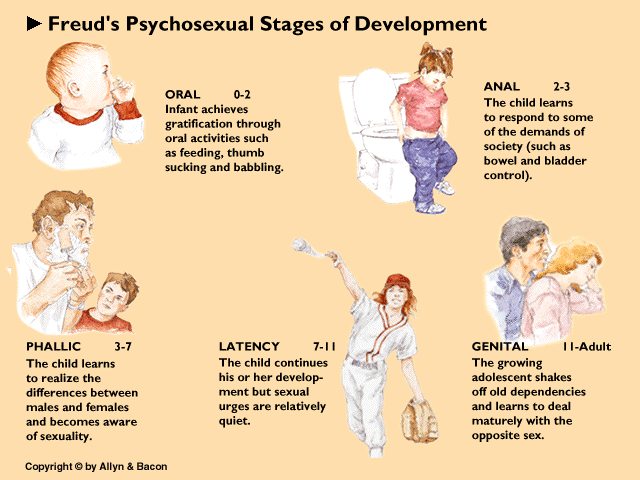 ► Freud's Psychosexual Stages of Development
ORAL 0-2
Infant achieves
gratification through
oral activities such
as feeding, thumb
sucking and babbling.
ANAL 2-3
The child learns
to respond to some
of the demands of
society (such as
bowel and bladder
control).
PHALLIC 3-7
The child learns
to realize the
differences between
males and females
and becomes aware
of sexuality.
LATENCY 7-11
The child continues
his or her develop-
ment but sexual
urges are relatively
quiet.
GENITAL 11-Adult
The growing
adolescent shakes
off old dependencies
and learns to deal
maturely with the
opposite sex.
Copyright © by Allyn & Bacon